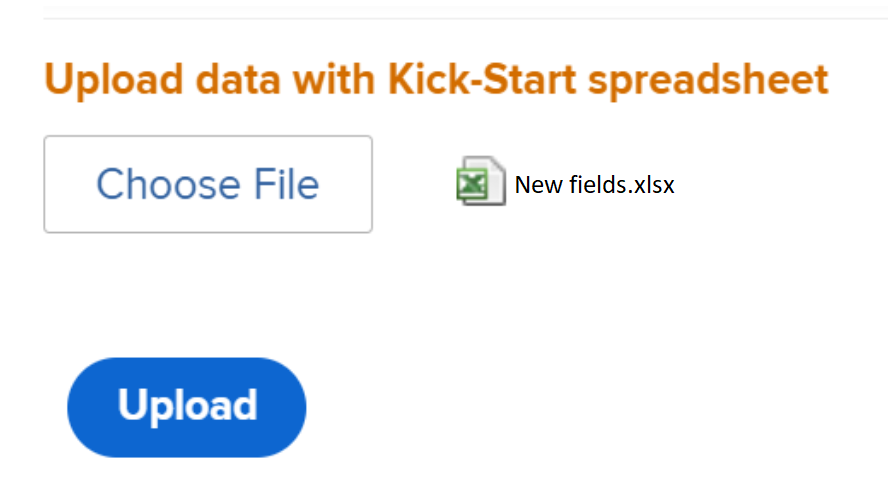 Upload data with Kick-Start spreadsheet
Choose File
New fields.xlsx
Upload